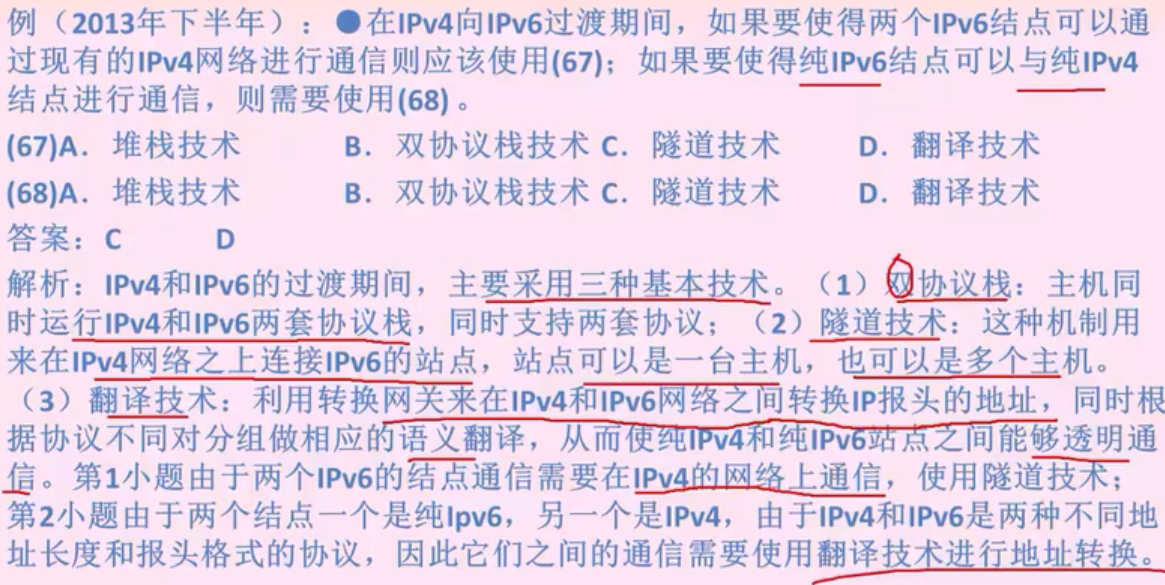 例（2013年下半年）：●在IPv4向IPv6过渡期间，如果要使得两个IPv6结点可以通
过现有的IPv4网络进行通信则应该使用(67)；如果要使得纯IPv6结点可以与纯IPv4
结点进行通信，则需要使用(68)。
(67)A．堆栈技术 B．双协议栈技术 C．隧道技术 D．翻译技术
(68)A．堆栈技术 B．双协议栈技术 C．隧道技术 D．翻译技术
答案：C D
解析：IPv4和IPv6的过渡期间，主要采用三种基本技术。（1）双协议栈：主机同
时运行IPv4和IPv6两套协议栈，同时支持两套协议；（2）隧道技术：这种机制用
来在IPv4网络之上连接IPv6的站点，站点可以是一台主机，也可以是多个主机。
（3）翻译技术：利用转换网关来在IPv4和IPv6网络之间转换IP报头的地址，同时根
据协议不同对分组做相应的语义翻译，从而使纯IPv4和纯IPv6站点之间能够透明通
信。第1小题由于两个IPv6的结点通信需要在IPv4的网络上通信，使用隧道技术；
第2小题由于两个结点一个是纯Ipv6，另一个是IPv4，由于IPv4和IPv6是两种不同地
址长度和报头格式的协议，因此它们之间的通信需要使用翻译技术进行地址转换。